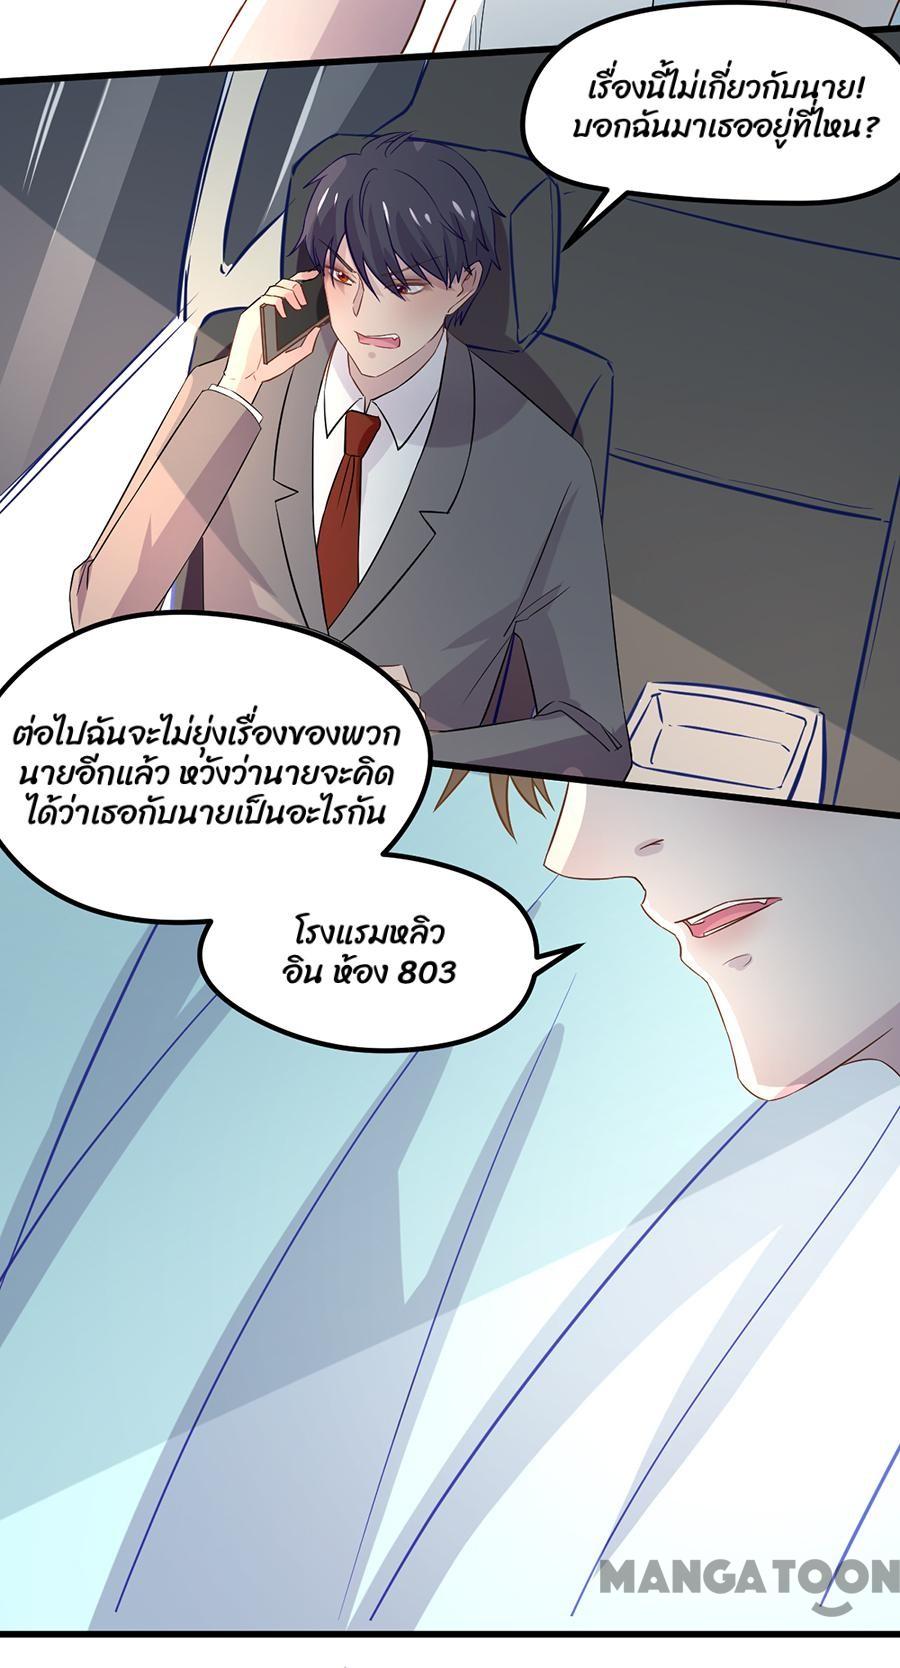 เรื่องนี้ไม่เกี่ยวกับนาย!
บอกฉันมาเธออยู่ที่ไหน?
ต่อไปฉันจะไม่ยุ่งเรื่องของพวก
นายอีกแล้ว หวังว่านายจะคิด
ได้ว่าเธอกับนายเป็นอะไรกัน
โรงแรมหลิว
อิน ห้อง 803
MANGATOON